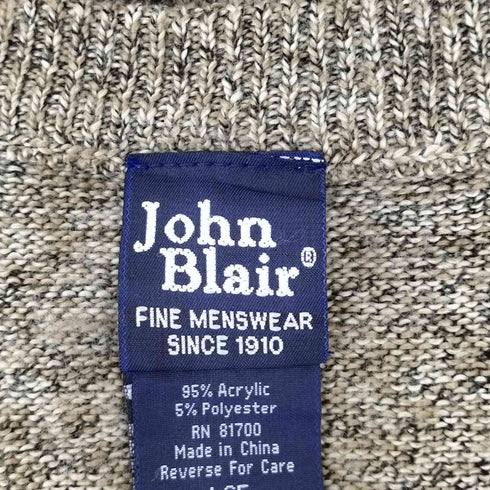 John
Blair®
FINE MENSWEAR
SINCE 1910
95% Acrylic
5% Polyester
RN 81700
Made in China
Reverse For Care